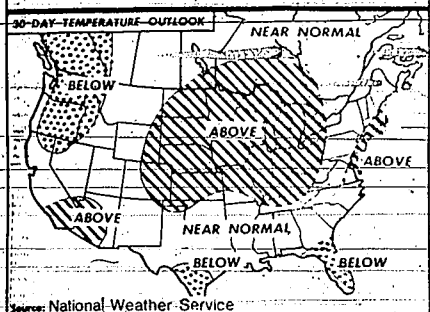 30-DAY TEMPERATURE OUTLOOK
NEAR NORMAL
BELOW
ABOVE
ABOVE
ABOVE
NEAR NORMAL
BELOW
BELOW
Source: National Weather Service